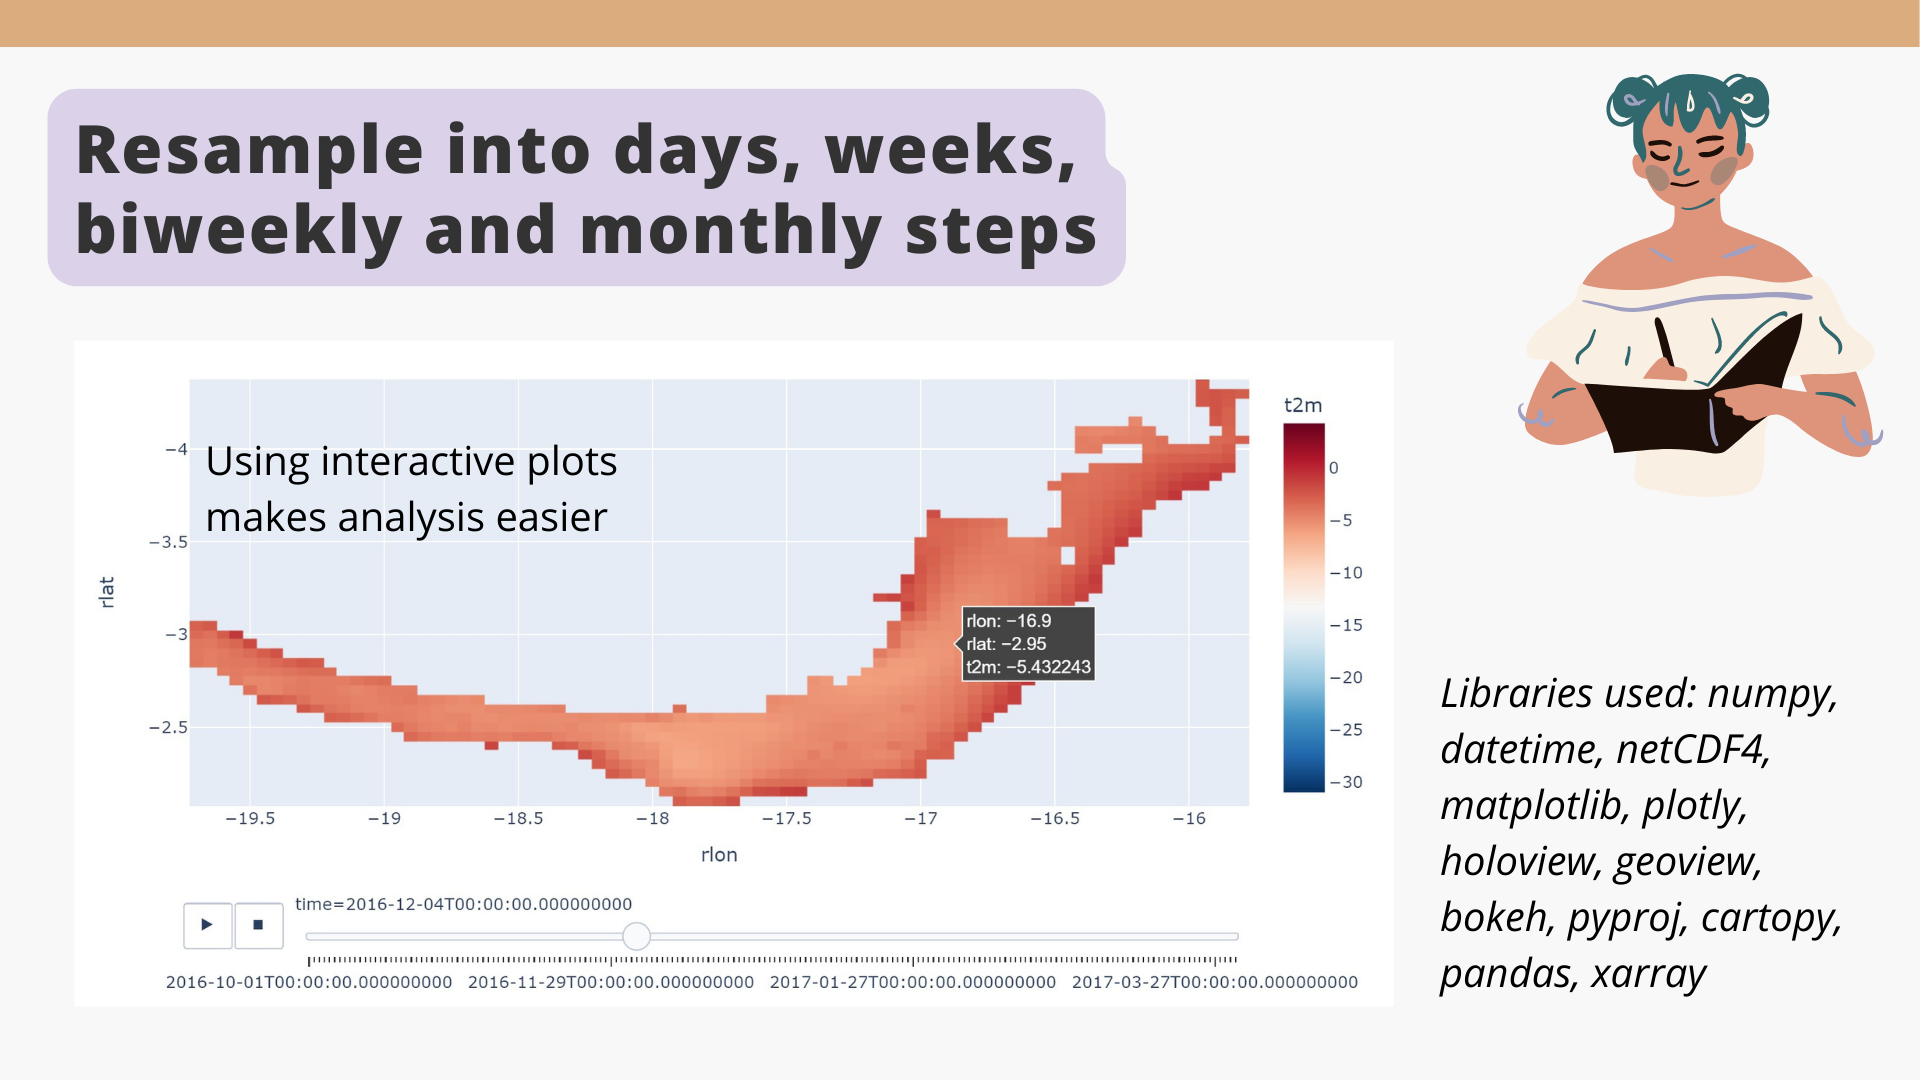 Resample into days, weeks,
biweekly and monthly steps
Using interactive plots
makes analysis easier
t2m
0
−5
−10
−15
−20
−25
−30
rlat
−4
−3.5
−3
−2.5
rlon: −16.9
rlat: −2.95
t2m: −5.432243
−19.5 −19 −18.5 −18 −17.5 −17 −16.5 −16
rlon
time=2016-12-04T00:00:00.000000000
2016-10-01T00:00:00.000000000 2016-11-29T00:00:00.000000000 2017-01-27T00:00:00.000000000 2017-03-27T00:00:00.000000000
Libraries used: numpy,
datetime, netCDF4,
matplotlib, plotly,
holoview, geoview,
bokeh, pyproj, cartopy,
pandas, xarray